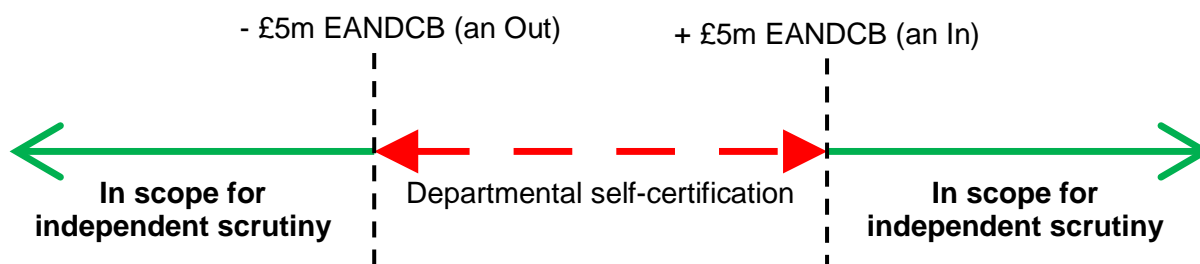 - £5m EANDCB (an Out)
+ £5m EANDCB (an In)
In scope for
independent scrutiny
Departmental self-certification
In scope for
independent scrutiny